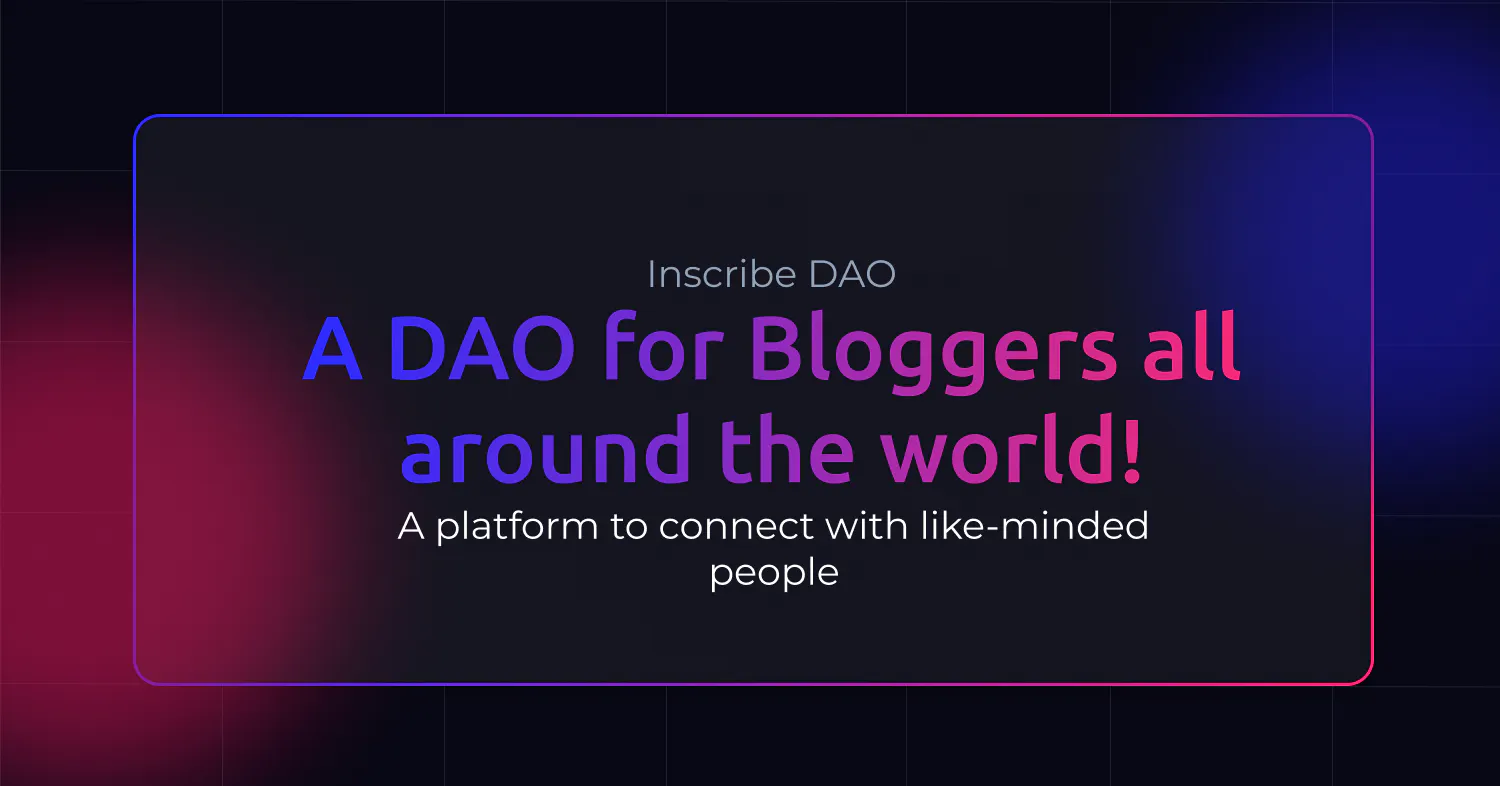 Inscribe DAO
A DAO for Bloggers all
around the world!
A platform to connect with like-minded
people